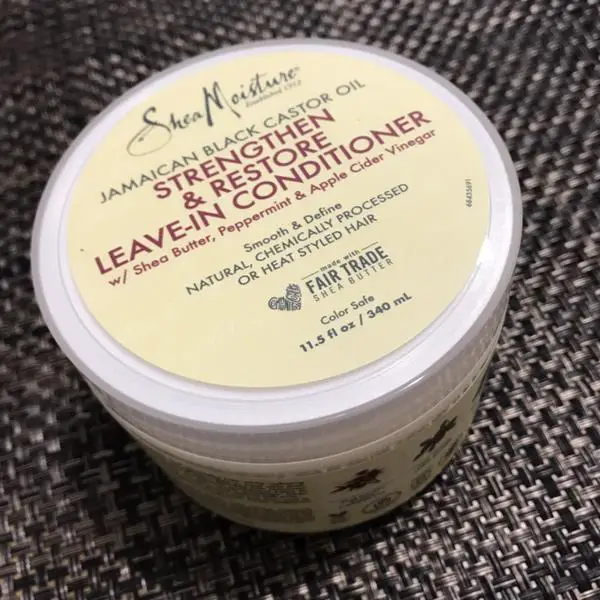 SheaMoisture®
Established 1912
JAMAICAN BLACK CASTOR OIL
STRENGTHEN
& RESTORE
LEAVE-IN CONDITIONER
w/ Shea Butter, Peppermint & Apple Cider Vinegar
Smooth & Define
NATURAL, CHEMICALLY PROCESSED
OR HEAT STYLED HAIR
made with
FAIR TRADE
SHEA BUTTER
Color Safe
11.5 fl oz / 340 mL